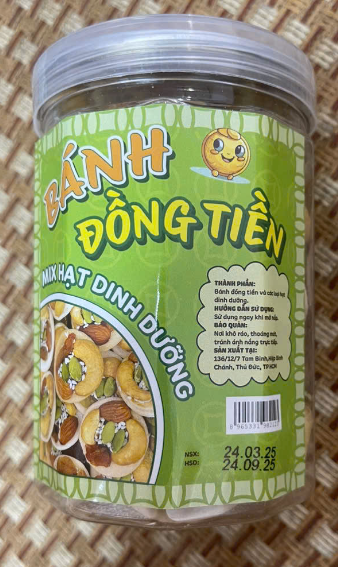 BÁNH
ĐỒNG TIỀN
MIX HẠT DINH DƯỠNG
THÀNH PHẦN:
Bánh đồng tiền và các loại hạt
dinh dưỡng.
HƯỚNG DẪN SỬ DỤNG:
Sử dụng ngay khi mở nắp.
BẢO QUẢN:
Nơi khô ráo, thoáng mát,
tránh ánh nắng trực tiếp.
SẢN XUẤT TẠI:
136/12/7 Tam Bình, Hiệp Bình
Chánh, Thủ Đức, TP HCM
NSX: 24.03.25
HSD: 24.09.25